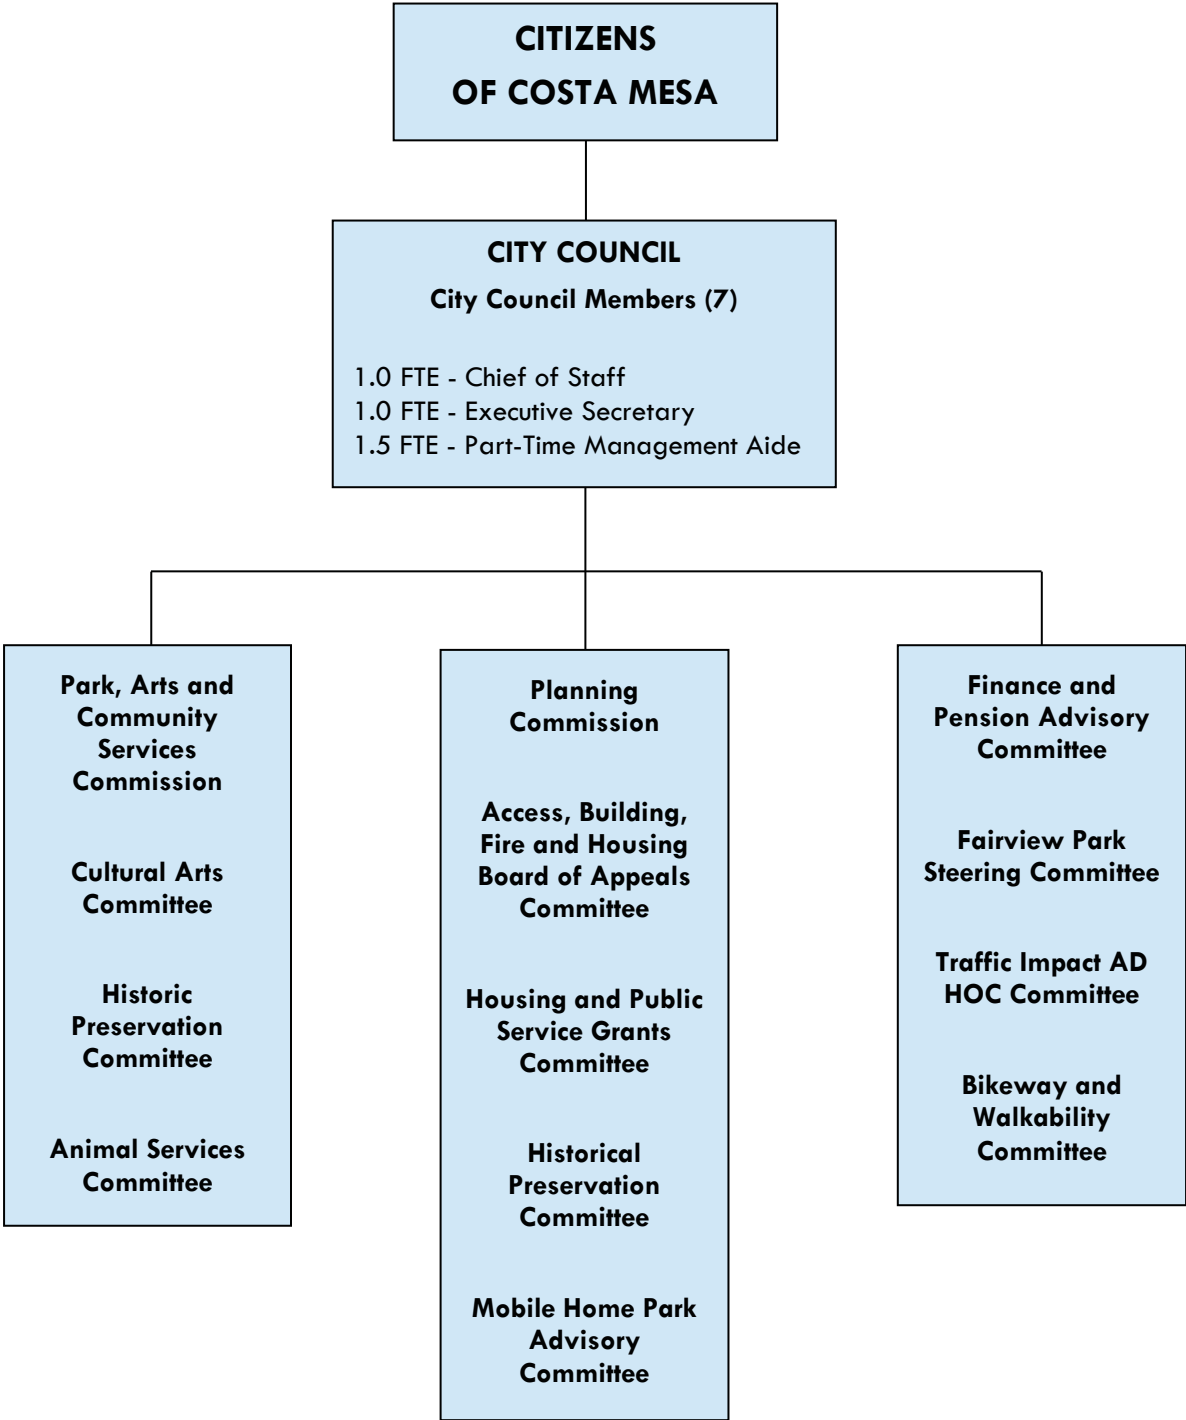 CITIZENS
OF COSTA MESA
CITY COUNCIL
City Council Members (7)
1.0 FTE - Chief of Staff
1.0 FTE - Executive Secretary
1.5 FTE - Part-Time Management Aide
Park, Arts and
Community
Services
Commission
Cultural Arts
Committee
Historic
Preservation
Committee
Animal Services
Committee
Planning
Commission
Access, Building,
Fire and Housing
Board of Appeals
Committee
Housing and Public
Service Grants
Committee
Historical
Preservation
Committee
Mobile Home Park
Advisory
Committee
Finance and
Pension Advisory
Committee
Fairview Park
Steering Committee
Traffic Impact AD
HOC Committee
Bikeway and
Walkability
Committee